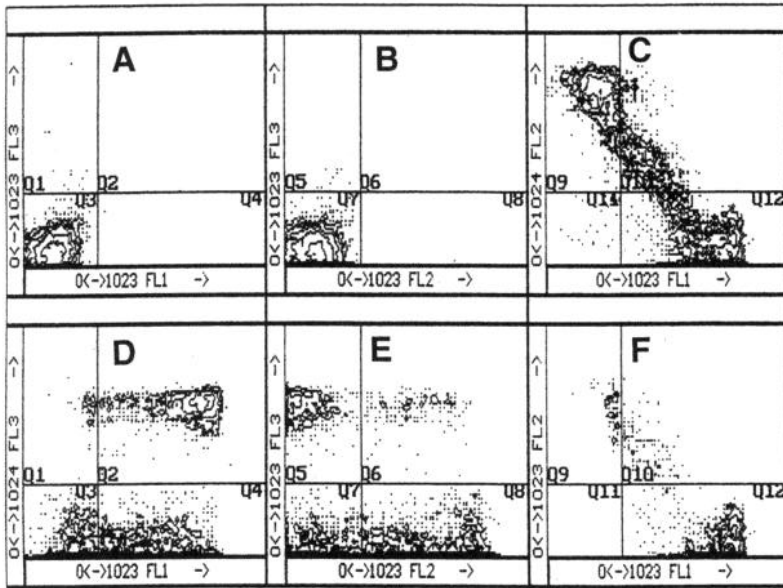 A
0<->1023 FL3 ->
Q1 Q2
Q3 Q4
0<->1023 FL1 ->
B
0<->1023 FL3 ->
Q5 Q6
Q7 Q8
0<->1023 FL2 ->
C
0<->1024 FL2 ->
Q9 Q10
Q11 Q12
0<->1023 FL1 ->
D
0<->1024 FL3 ->
Q1 Q2
Q3 Q4
0<->1023 FL1 ->
E
0<->1023 FL3 ->
Q5 Q6
Q7 Q8
0<->1023 FL2 ->
F
0<->1023 FL2 ->
Q9 Q10
Q11 Q12
0<->1023 FL1 ->